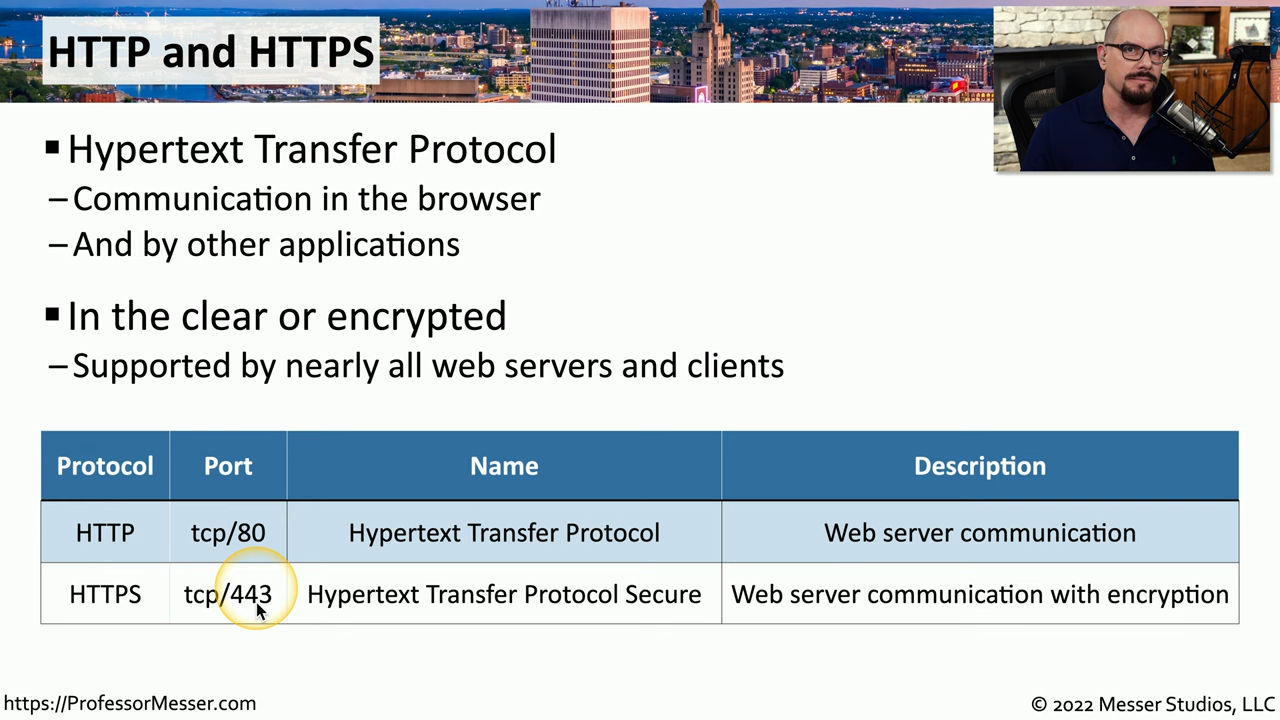 HTTP and HTTPS
▪ Hypertext Transfer Protocol
– Communication in the browser
– And by other applications
▪ In the clear or encrypted
– Supported by nearly all web servers and clients
Protocol Port Name Description
HTTP tcp/80 Hypertext Transfer Protocol Web server communication
HTTPS tcp/443 Hypertext Transfer Protocol Secure Web server communication with encryption
https://ProfessorMesser.com
© 2022 Messer Studios, LLC